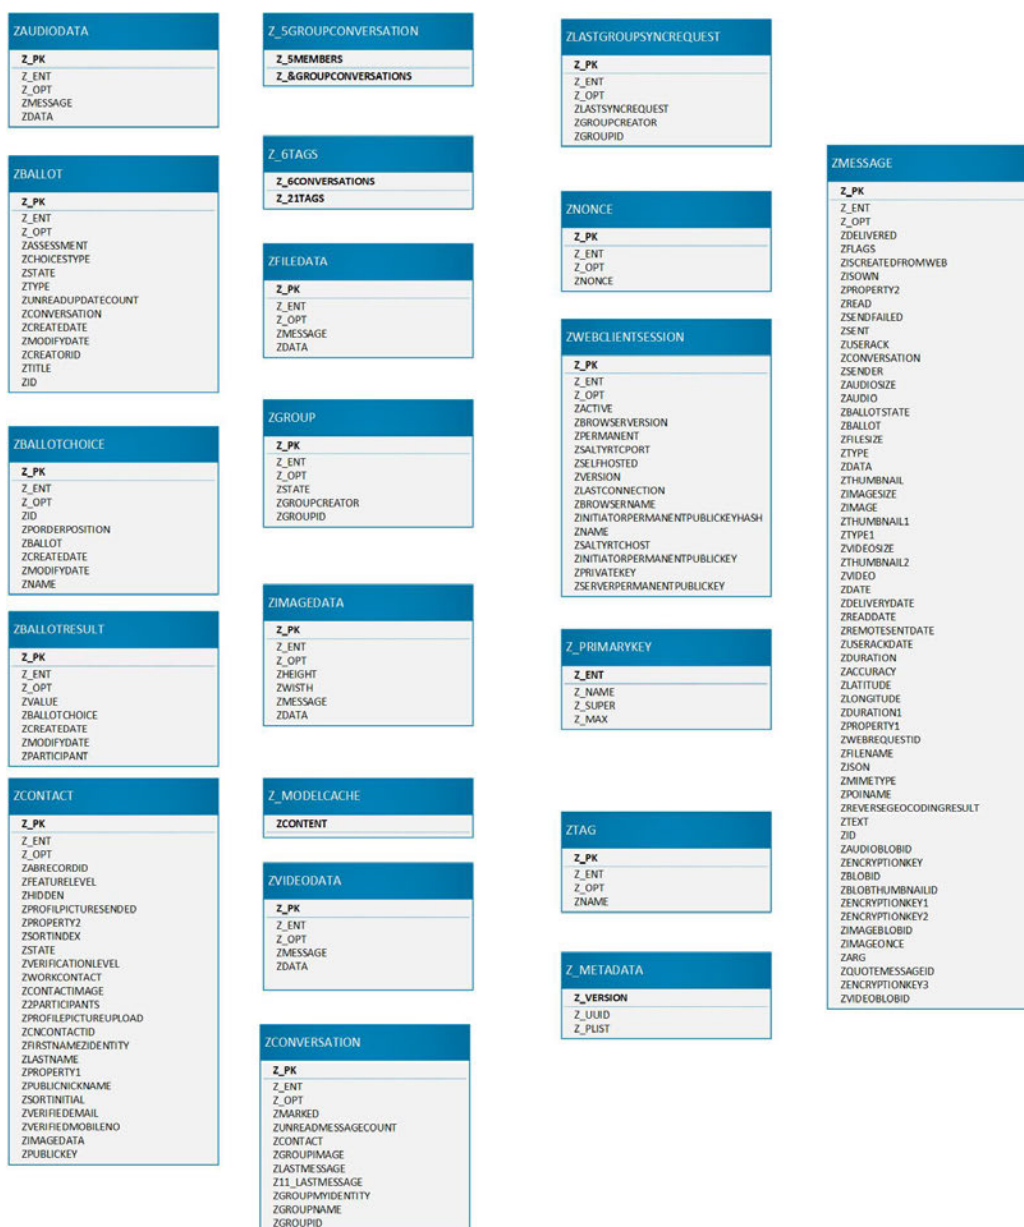 ZAUDIODATA
Z_PK
Z_ENT
Z_OPT
ZMESSAGE
ZDATA
ZBALLOT
Z_PK
Z_ENT
Z_OPT
ZASSESSMENT
ZCHOICESTYPE
ZSTATE
ZTYPE
ZUNREADUPDATECOUNT
ZCONVERSATION
ZCREATEDATE
ZMODIFYDATE
ZCREATORID
ZTITLE
ZID
ZBALLOTCHOICE
Z_PK
Z_ENT
Z_OPT
ZID
ZPORDERPOSITION
ZBALLOT
ZCREATEDATE
ZMODIFYDATE
ZNAME
ZBALLOTRESULT
Z_PK
Z_ENT
Z_OPT
ZVALUE
ZBALLOTCHOICE
ZCREATEDATE
ZMODIFYDATE
ZPARTICIPANT
ZCONTACT
Z_PK
Z_ENT
Z_OPT
ZABRECORDID
ZFEATURELEVEL
ZHIDDEN
ZPROFILPICTURESENDED
ZPROPERTY2
ZSORTINDEX
ZSTATE
ZVERIFICATIONLEVEL
ZWORKCONTACT
ZCONTACTIMAGE
Z2PARTICIPANTS
ZPROFILEPICTUREUPLOAD
ZCNCONTACTID
ZFIRSTNAMEZIDENTITY
ZLASTNAME
ZPROPERTY1
ZPUBLICNICKNAME
ZSORTINITIAL
ZVERIFIEDEMAIL
ZVERIFIEDMOBILENO
ZIMAGEDATA
ZPUBLICKEY
Z_5GROUPCONVERSATION
Z_5MEMBERS
Z_&GROUPCONVERSATIONS
Z_6TAGS
Z_6CONVERSATIONS
Z_21TAGS
ZFILEDATA
Z_PK
Z_ENT
Z_OPT
ZMESSAGE
ZDATA
ZGROUP
Z_PK
Z_ENT
Z_OPT
ZSTATE
ZGROUPCREATOR
ZGROUPID
ZIMAGEDATA
Z_PK
Z_ENT
Z_OPT
ZHEIGHT
ZWISTH
ZMESSAGE
ZDATA
Z_MODELCACHE
ZCONTENT
ZVIDEODATA
Z_PK
Z_ENT
Z_OPT
ZMESSAGE
ZDATA
ZCONVERSATION
Z_PK
Z_ENT
Z_OPT
ZMARKED
ZUNREADMESSAGECOUNT
ZCONTACT
ZGROUPIMAGE
ZLASTMESSAGE
Z11_LASTMESSAGE
ZGROUPMYIDENTITY
ZGROUPNAME
ZGROUPID
ZLASTGROUPSYNCREQUEST
Z_PK
Z_ENT
Z_OPT
ZLASTSYNCREQUEST
ZGROUPCREATOR
ZGROUPID
ZNONCE
Z_PK
Z_ENT
Z_OPT
ZNONCE
ZWEBCLIENTSESSION
Z_PK
Z_ENT
Z_OPT
ZACTIVE
ZBROWSERVERSION
ZPERMANENT
ZSALTYRTCPORT
ZSELFHOSTED
ZVERSION
ZLASTCONNECTION
ZBROWSERNAME
ZINITIATORPERMANENTPUBLICKEYHASH
ZNAME
ZSALTYRTCHOST
ZINITIATORPERMANENTPUBLICKEY
ZPRIVATEKEY
ZSERVERPERMANENTPUBLICKEY
Z_PRIMARYKEY
Z_ENT
Z_NAME
Z_SUPER
Z_MAX
ZTAG
Z_PK
Z_ENT
Z_OPT
ZNAME
Z_METADATA
Z_VERSION
Z_UUID
Z_PLIST
ZMESSAGE
Z_PK
Z_ENT
Z_OPT
ZDELIVERED
ZFLAGS
ZISCREATEDFROMWEB
ZISOWN
ZPROPERTY2
ZREAD
ZSENDFAILED
ZSENT
ZUSERACK
ZCONVERSATION
ZSENDER
ZAUDIOSIZE
ZAUDIO
ZBALLOTSTATE
ZBALLOT
ZFILESIZE
ZTYPE
ZDATA
ZTHUMBNAIL
ZIMAGESIZE
ZIMAGE
ZTHUMBNAIL1
ZTYPE1
ZVIDEOSIZE
ZTHUMBNAIL2
ZVIDEO
ZDATE
ZDELIVERYDATE
ZREADDATE
ZREMOTESENTDATE
ZUSERACKDATE
ZDURATION
ZACCURACY
ZLATITUDE
ZLONGITUDE
ZDURATION1
ZPROPERTY1
ZWEBREQUESTID
ZFILENAME
ZJSON
ZMIMETYPE
ZPOINAME
ZREVERSEGEOCODINGRESULT
ZTEXT
ZID
ZAUDIOBLOBID
ZENCRYPTIONKEY
ZBLOBID
ZBLOBTHUMBNAILID
ZENCRYPTIONKEY1
ZENCRYPTIONKEY2
ZIMAGEBLOBID
ZIMAGEONCE
ZARG
ZQUOTEMESSAGEID
ZENCRYPTIONKEY3
ZVIDEOBLOBID